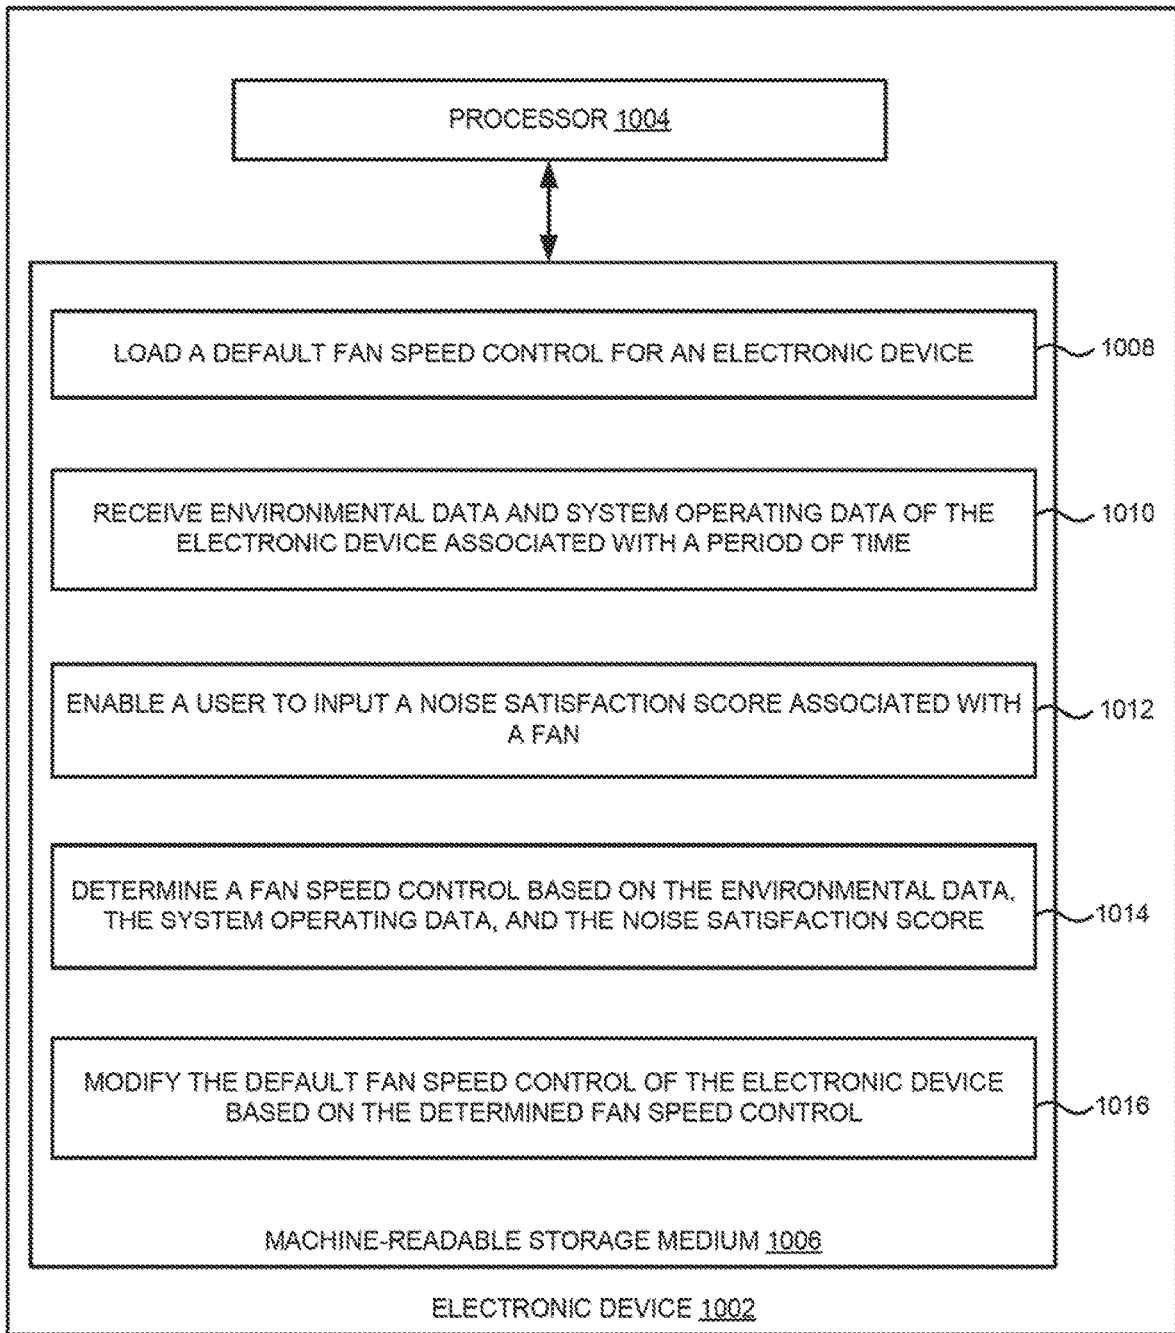 PROCESSOR 1004
LOAD A DEFAULT FAN SPEED CONTROL FOR AN ELECTRONIC DEVICE
1008
RECEIVE ENVIRONMENTAL DATA AND SYSTEM OPERATING DATA OF THE
ELECTRONIC DEVICE ASSOCIATED WITH A PERIOD OF TIME
1010
ENABLE A USER TO INPUT A NOISE SATISFACTION SCORE ASSOCIATED WITH
A FAN
1012
DETERMINE A FAN SPEED CONTROL BASED ON THE ENVIRONMENTAL DATA,
THE SYSTEM OPERATING DATA, AND THE NOISE SATISFACTION SCORE
1014
MODIFY THE DEFAULT FAN SPEED CONTROL OF THE ELECTRONIC DEVICE
BASED ON THE DETERMINED FAN SPEED CONTROL
1016
MACHINE-READABLE STORAGE MEDIUM 1006
ELECTRONIC DEVICE 1002